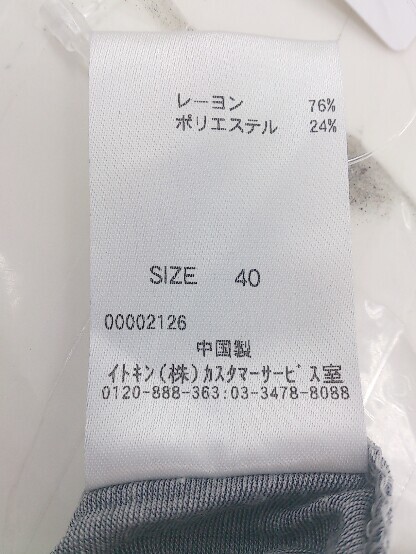 レーヨン 76%
ポリエステル 24%
SIZE 40
00002126
中国製
イトキン(株)カスタマーサービス室
0120-888-363:03-3478-8088